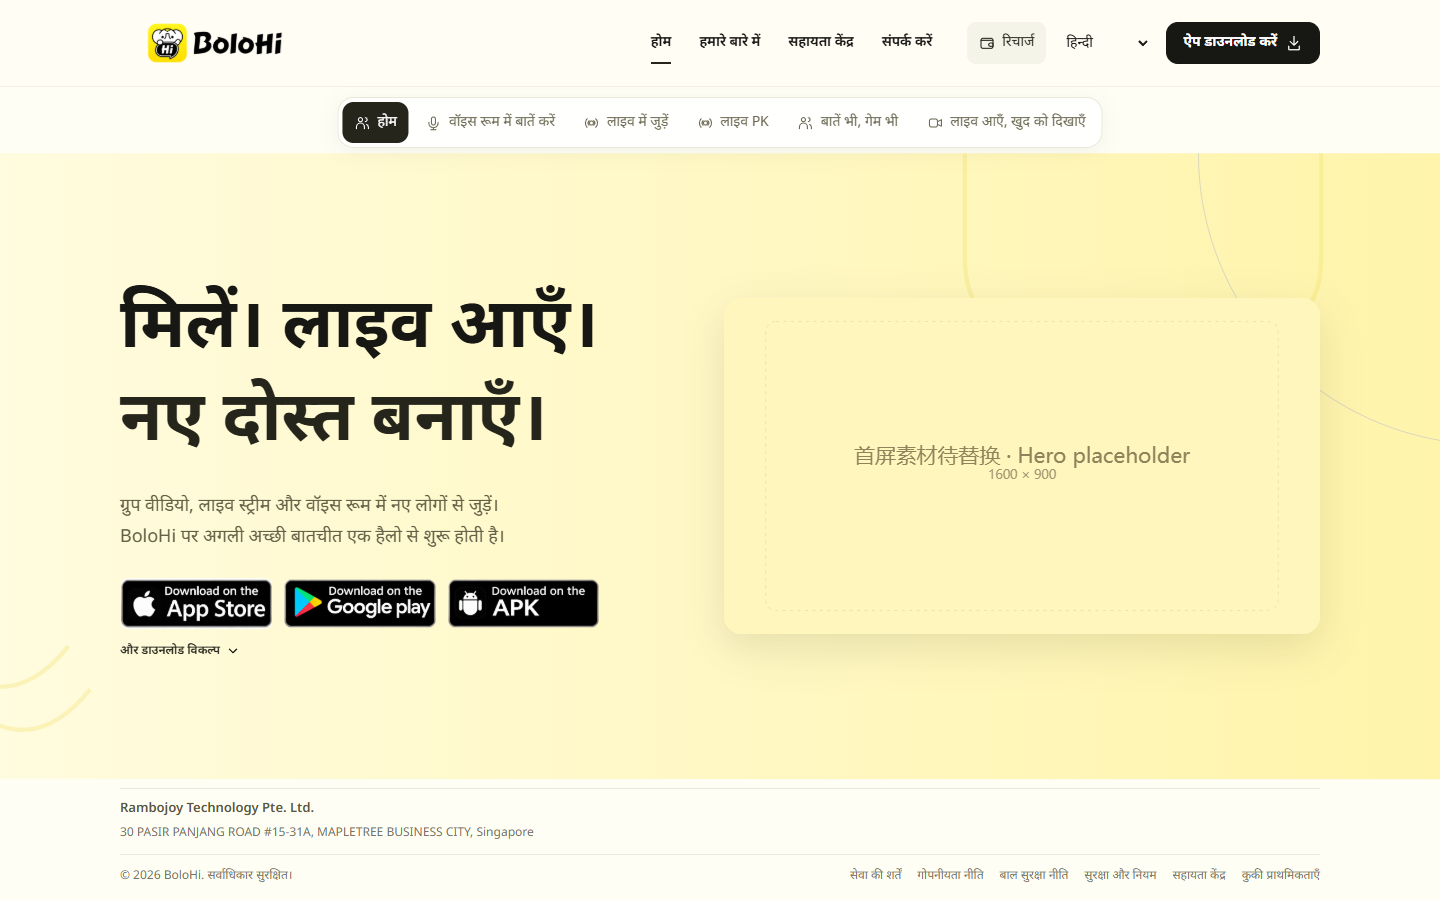 Hi BoloHi
होम हमारे बारे में सहायता केंद्र संपर्क करें रिचार्ज हिन्दी ऐप डाउनलोड करें
होम वॉइस रूम में बातें करें लाइव में जुड़ें लाइव PK बातें भी, गेम भी लाइव आएँ, खुद को दिखाएँ
मिलें। लाइव आएँ।
नए दोस्त बनाएँ।
ग्रुप वीडियो, लाइव स्ट्रीम और वॉइस रूम में नए लोगों से जुड़ें।
BoloHi पर अगली अच्छी बातचीत एक हैलो से शुरू होती है।
Download on the App Store
Download on the Google play
Download on the APK
और डाउनलोड विकल्प
首屏素材待替换 · Hero placeholder
1600 × 900
Rambojoy Technology Pte. Ltd.
30 PASIR PANJANG ROAD #15-31A, MAPLETREE BUSINESS CITY, Singapore
© 2026 BoloHi. सर्वाधिकार सुरक्षित।
सेवा की शर्तें गोपनीयता नीति बाल सुरक्षा नीति सुरक्षा और नियम सहायता केंद्र कुकी प्राथमिकताएँ